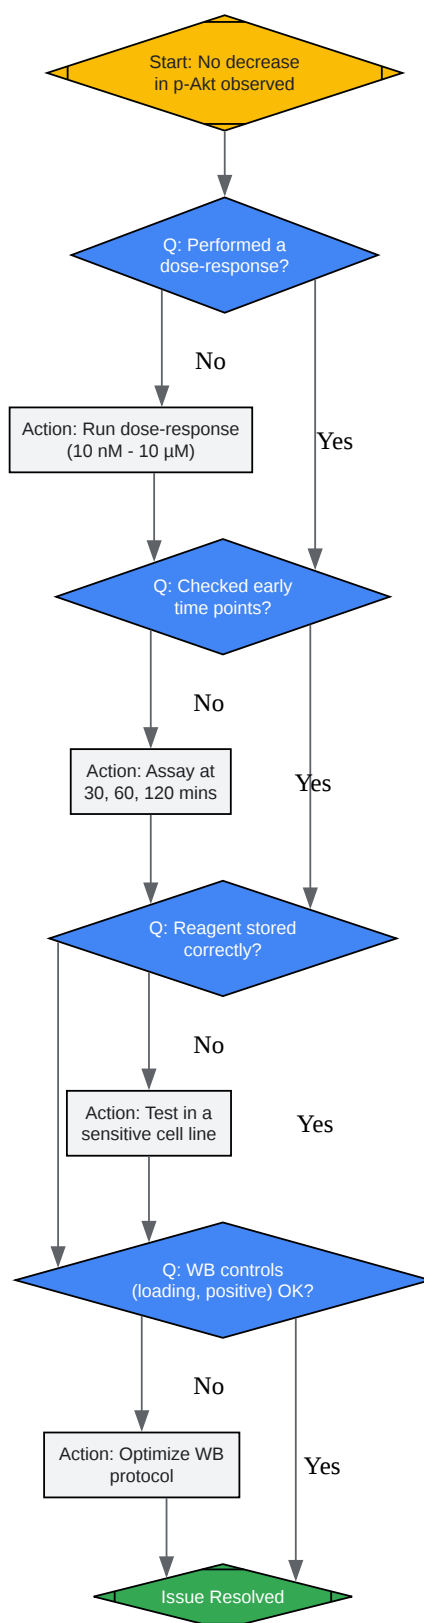 Start: No decrease
in p-Akt observed
Q: Performed a
dose-response?
No
Action: Run dose-response
(10 nM - 10 µM)
Yes
Q: Checked early
time points?
No
Action: Assay at
30, 60, 120 mins
Yes
Q: Reagent stored
correctly?
No
Action: Test in a
sensitive cell line
Yes
Q: WB controls
(loading, positive) OK?
No
Action: Optimize WB
protocol
Yes
Issue Resolved